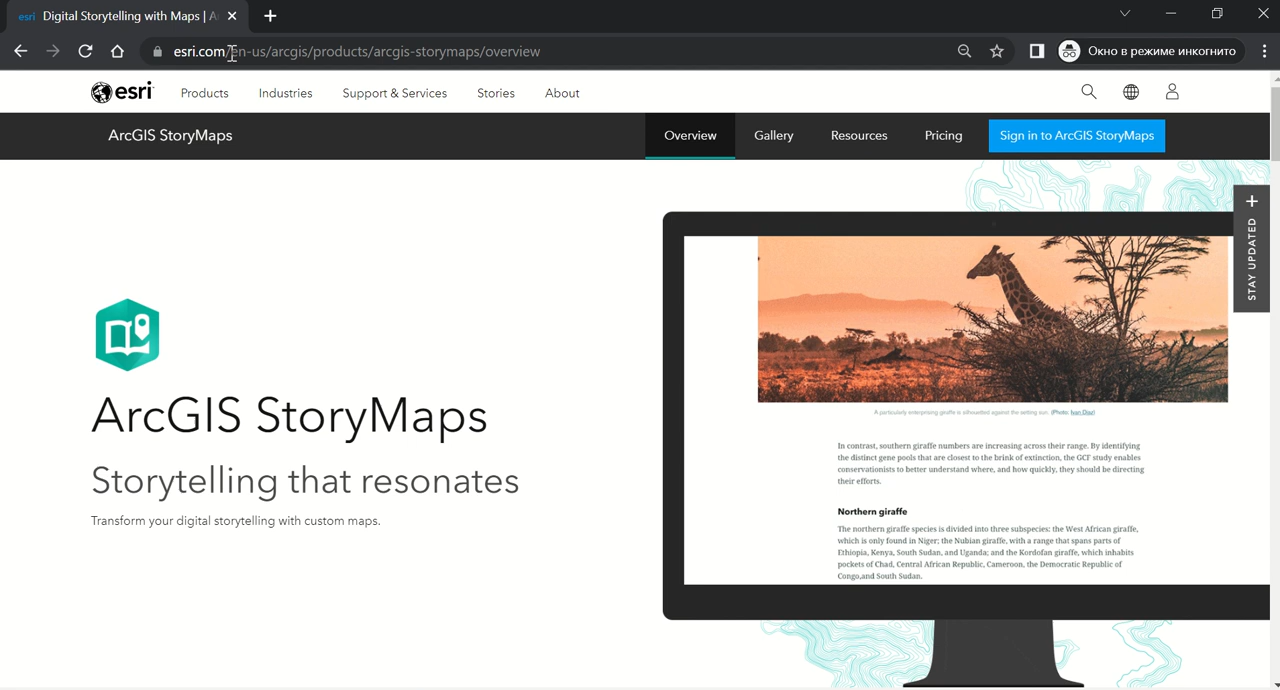 esri Digital Storytelling with Maps | A
esri.com/en-us/arcgis/products/arcgis-storymaps/overview
Окно в режиме инкогнито
esri Products Industries Support & Services Stories About
ArcGIS StoryMaps Overview Gallery Resources Pricing Sign in to ArcGIS StoryMaps
STAY UPDATED
ArcGIS StoryMaps
Storytelling that resonates
Transform your digital storytelling with custom maps.
A particularly enterprising giraffe is silhouetted against the setting sun. (Photo: Ivan Diaz)
In contrast, southern giraffe numbers are increasing across their range. By identifying
the distinct gene pools that are closest to the brink of extinction, the GCF study enables
conservationists to better understand where, and how quickly, they should be directing
their efforts.
Northern giraffe
The northern giraffe species is divided into three subspecies: the West African giraffe,
which is only found in Niger; the Nubian giraffe, with a range that spans parts of
Ethiopia, Kenya, South Sudan, and Uganda; and the Kordofan giraffe, which inhabits
pockets of Chad, Central African Republic, Cameroon, the Democratic Republic of
Congo,and South Sudan.